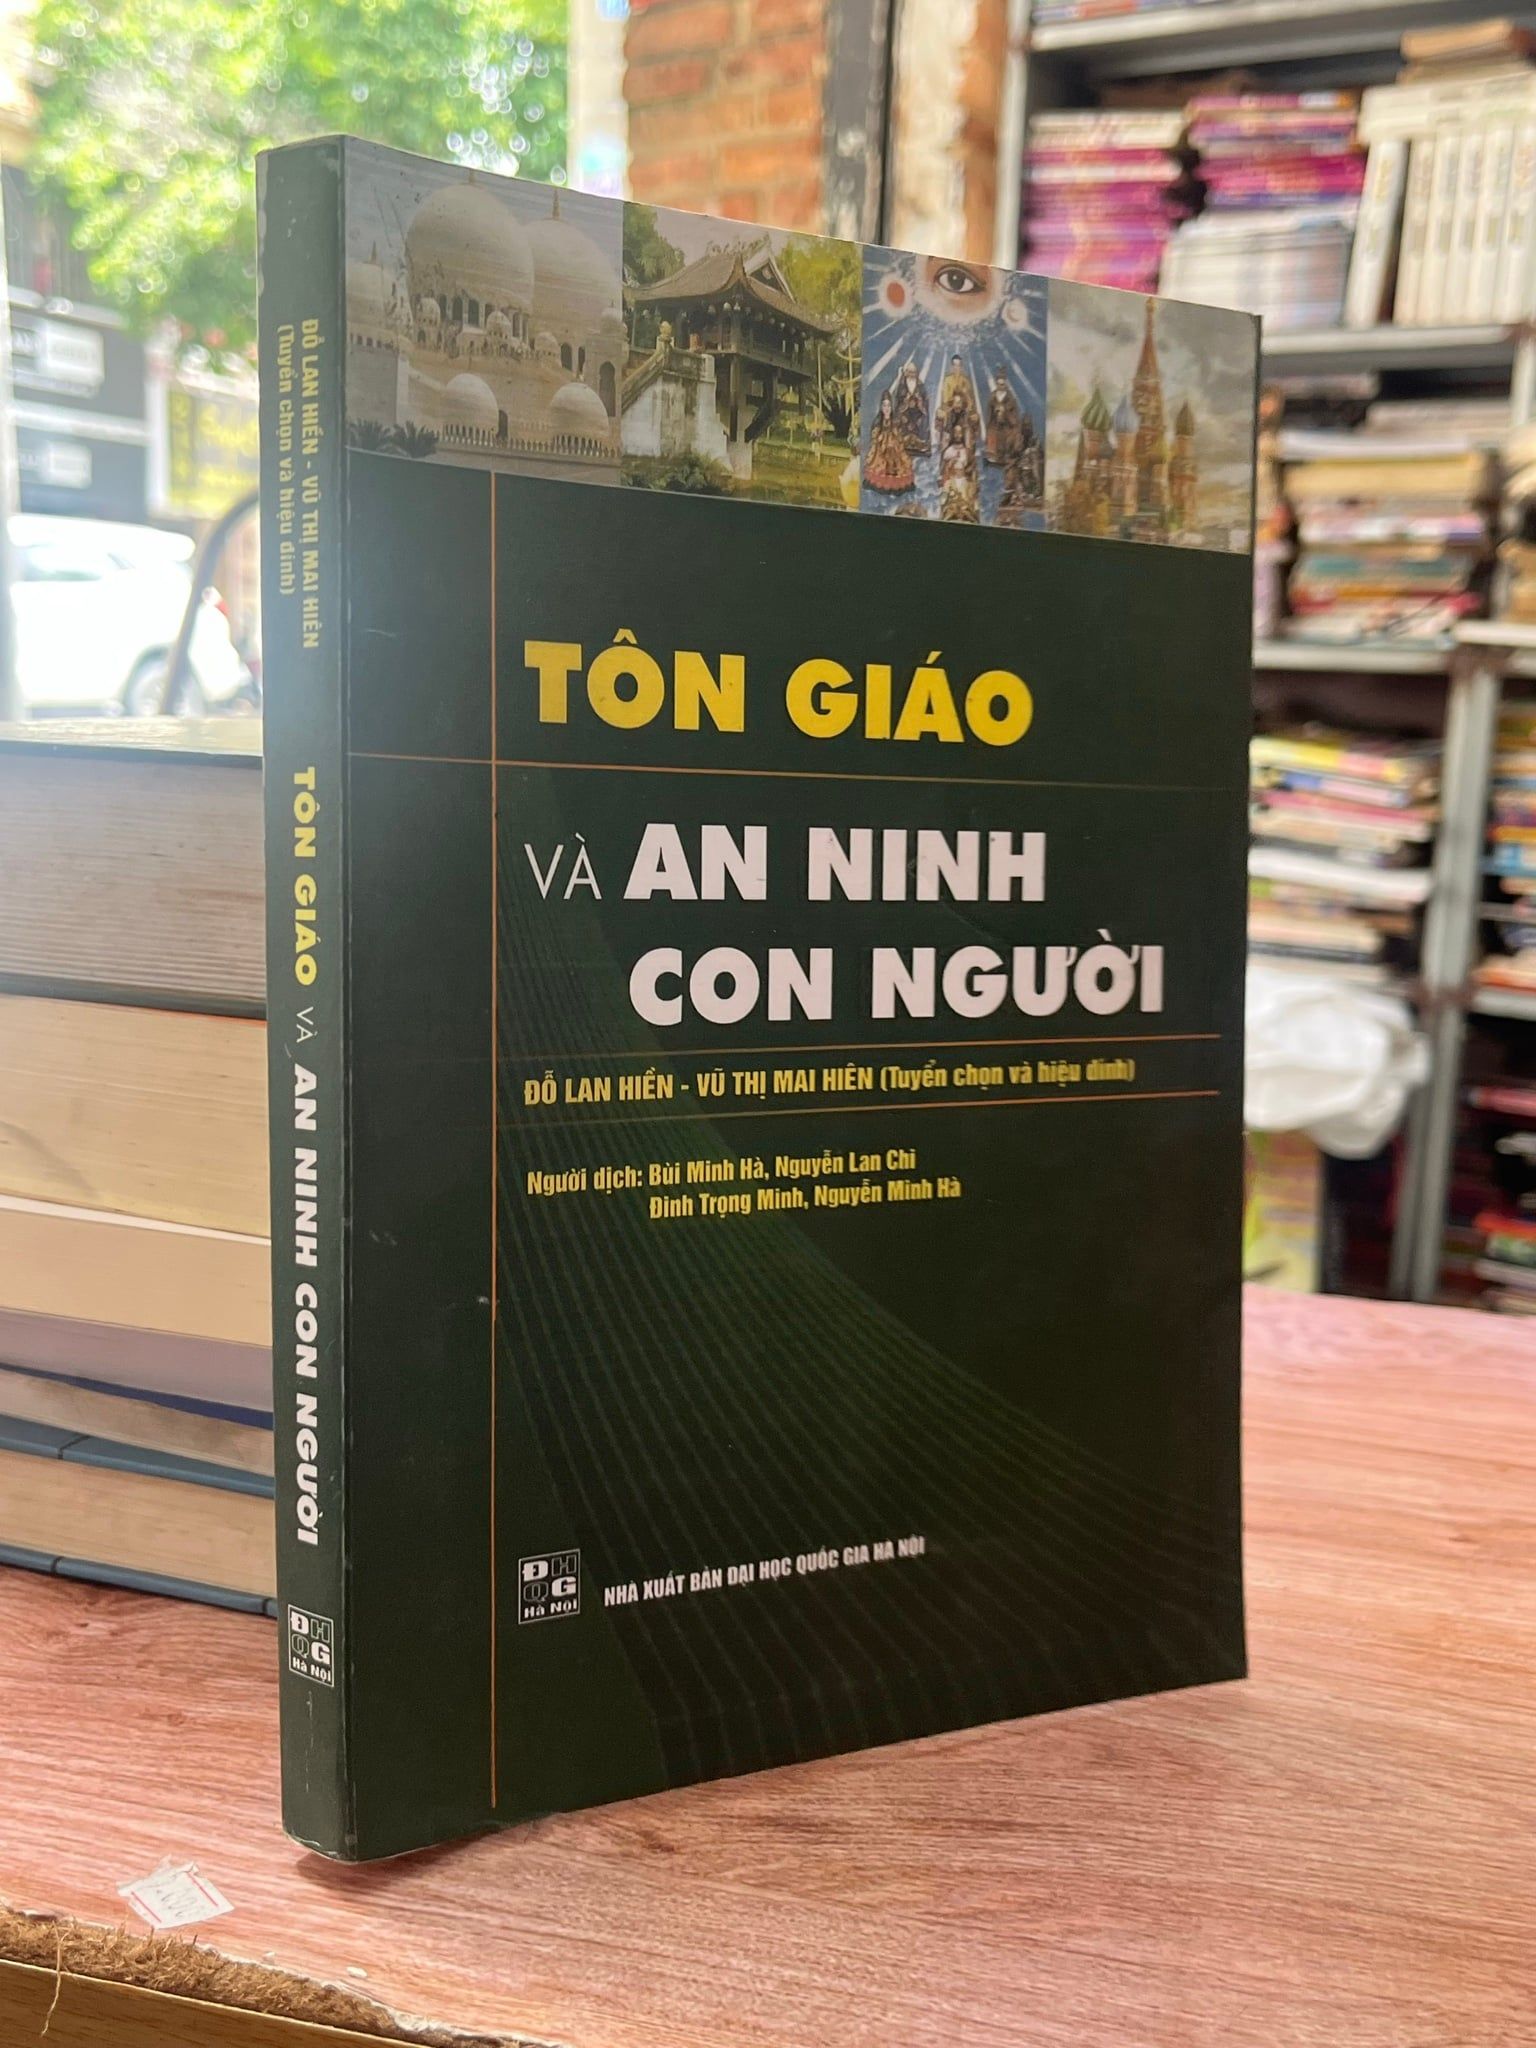 TÔN GIÁO
VÀ AN NINH
CON NGƯỜI
ĐỖ LAN HIỀN - VŨ THỊ MAI HIÊN (Tuyển chọn và hiệu đính)
Người dịch: Bùi Minh Hà, Nguyễn Lan Chi
Đinh Trọng Minh, Nguyễn Minh Hà
ĐH
QG
Hà Nội
NHÀ XUẤT BẢN ĐẠI HỌC QUỐC GIA HÀ NỘI
ĐỖ LAN HIỀN - VŨ THỊ MAI HIÊN
(Tuyển chọn và hiệu đính)
TÔN GIÁO VÀ AN NINH CON NGƯỜI
ĐH
QG
Hà Nội